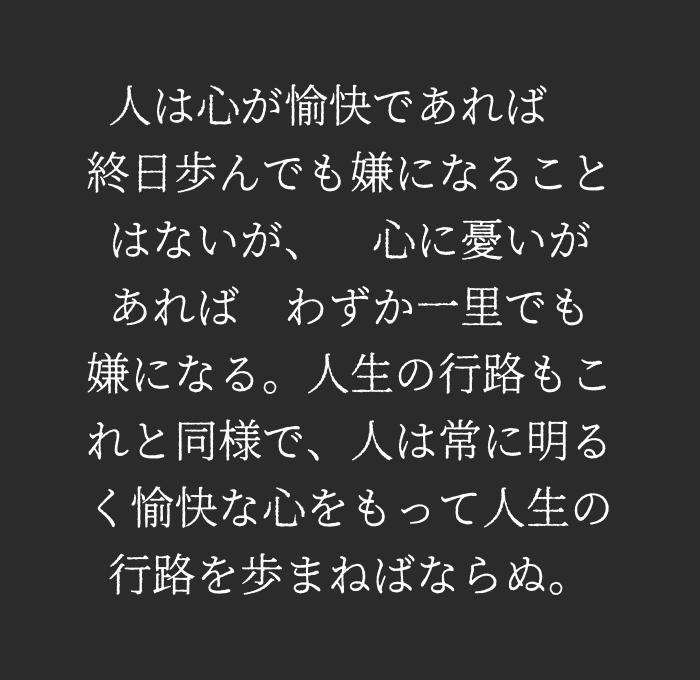 人は心が愉快であれば
終日歩んでも嫌になること
はないが、　心に憂いが
あれば　わずか一里でも
嫌になる。人生の行路もこ
れと同様で、人は常に明る
く愉快な心をもって人生の
行路を歩まねばならぬ。